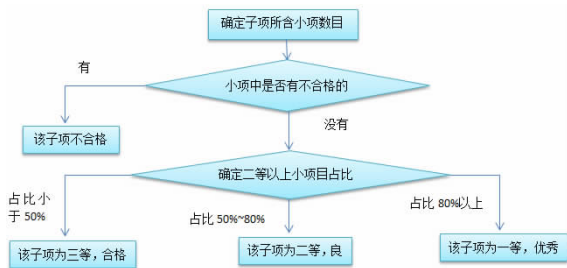 确定子项所含小项数目
有
小项中是否有不合格的
没有
该子项不合格
确定二等以上小项目占比
占比小
于50%
占比50%~80%
占比80%以上
该子项为三等，合格
该子项为二等，良
该子项为一等，优秀